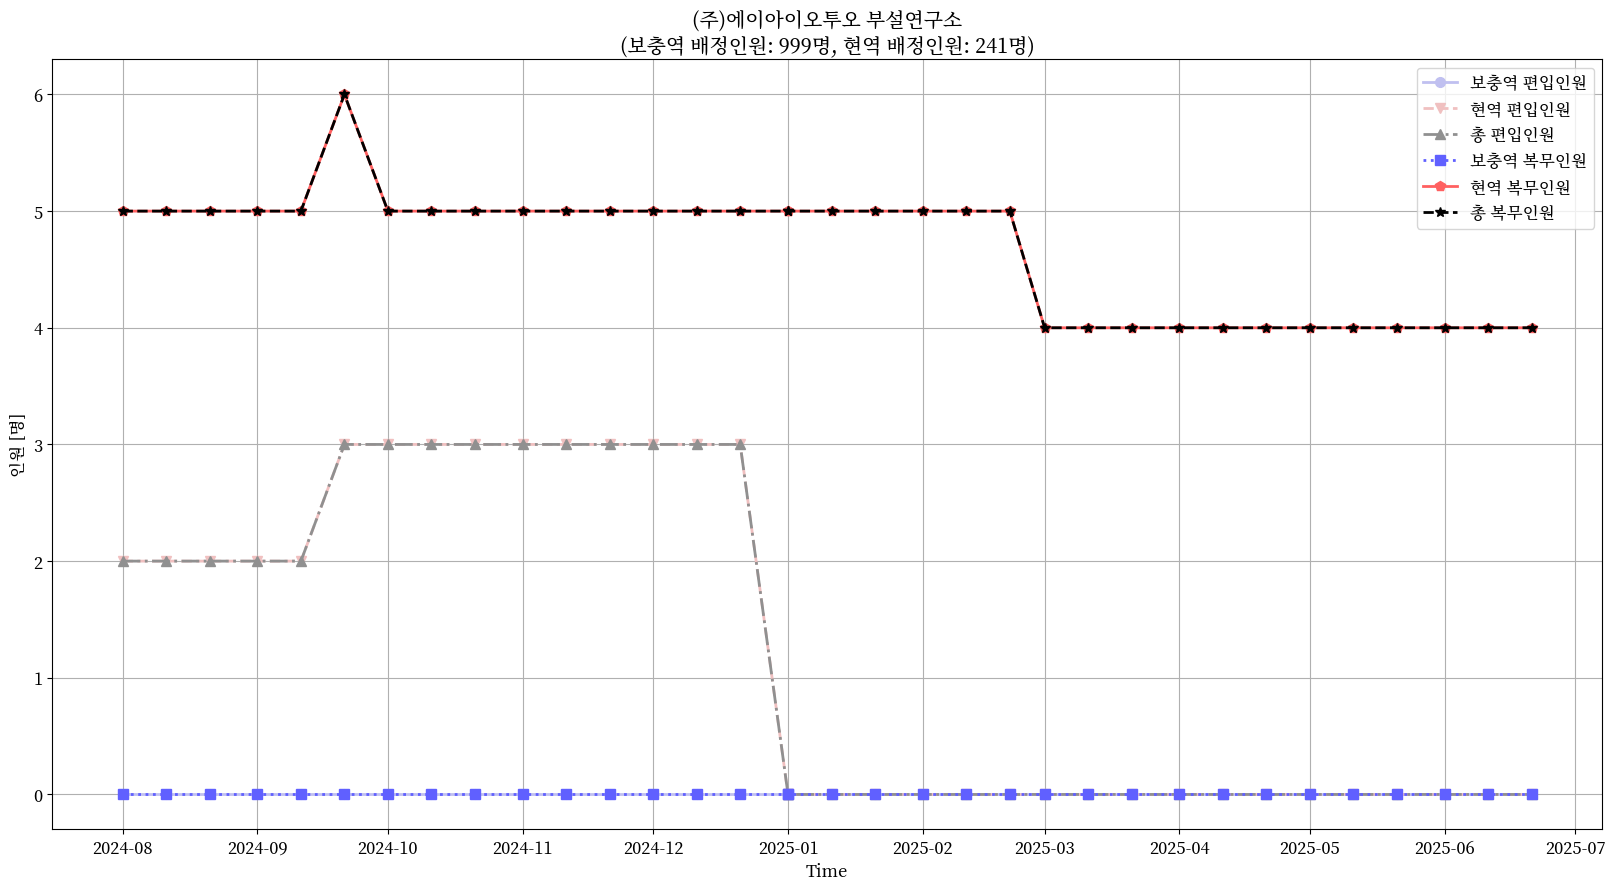 (주)에이아이오투오 부설연구소
(보충역 배정인원: 999명, 현역 배정인원: 241명)
보충역 편입인원
현역 편입인원
총 편입인원
보충역 복무인원
현역 복무인원
총 복무인원
6
5
4
3
2
1
0
인원 [명]
2024-08 2024-09 2024-10 2024-11 2024-12 2025-01 2025-02 2025-03 2025-04 2025-05 2025-06 2025-07
Time